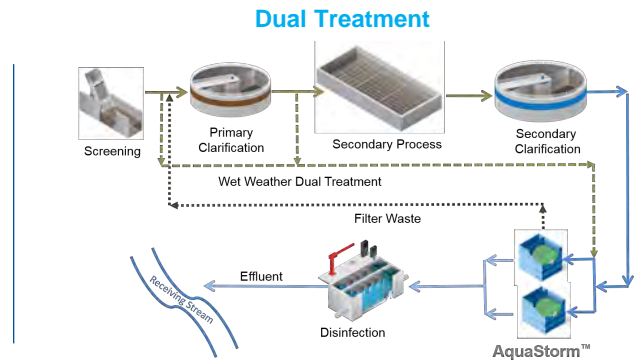 Dual Treatment
Screening
Primary
Clarification
Secondary Process
Secondary
Clarification
Wet Weather Dual Treatment
Filter Waste
Effluent
Receiving Stream
Disinfection
AquaStorm™